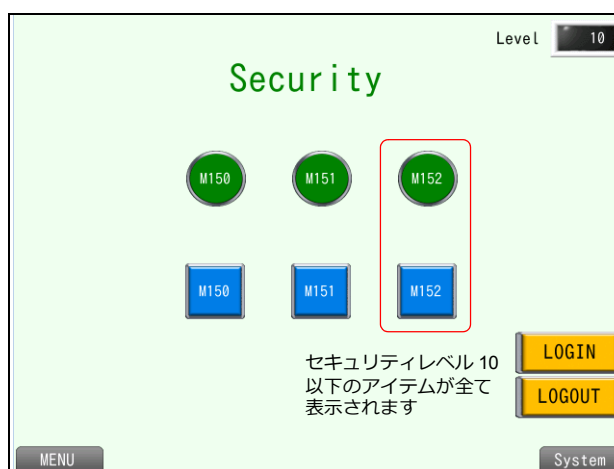 Level 10
Security
M150 M151 M152
M150 M151 M152
セキュリティレベル 10
以下のアイテムが全て
表示されます
LOGIN
LOGOUT
MENU System